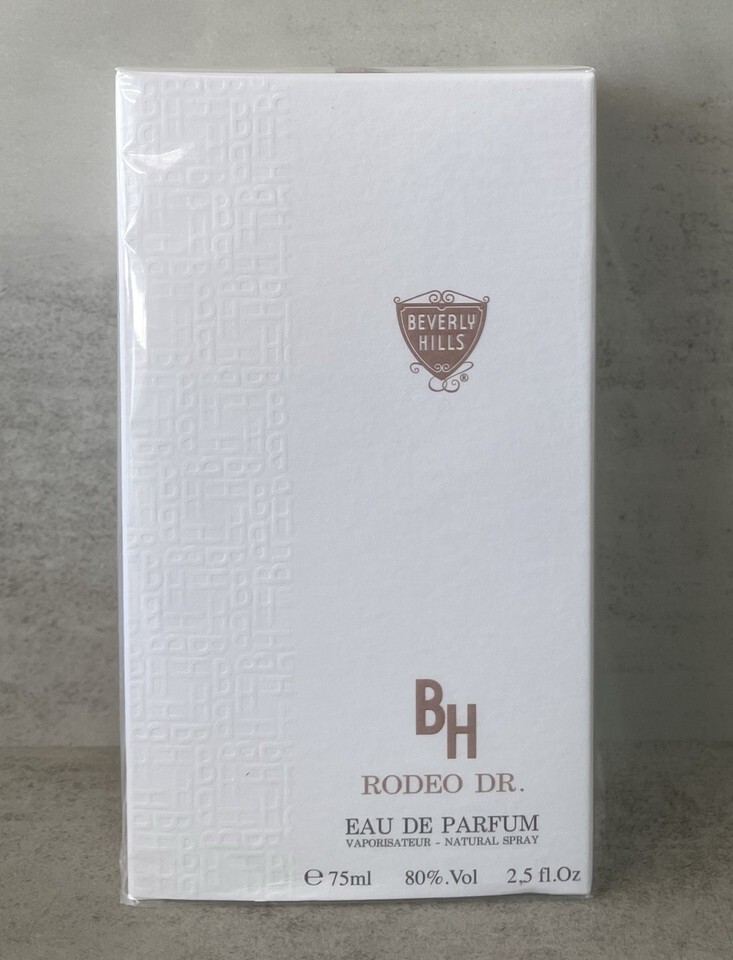 BEVERLY
HILLS
®
BH
RODEO DR.
EAU DE PARFUM
VAPORISATEUR - NATURAL SPRAY
℮ 75ml 80%.Vol 2,5 fl.Oz